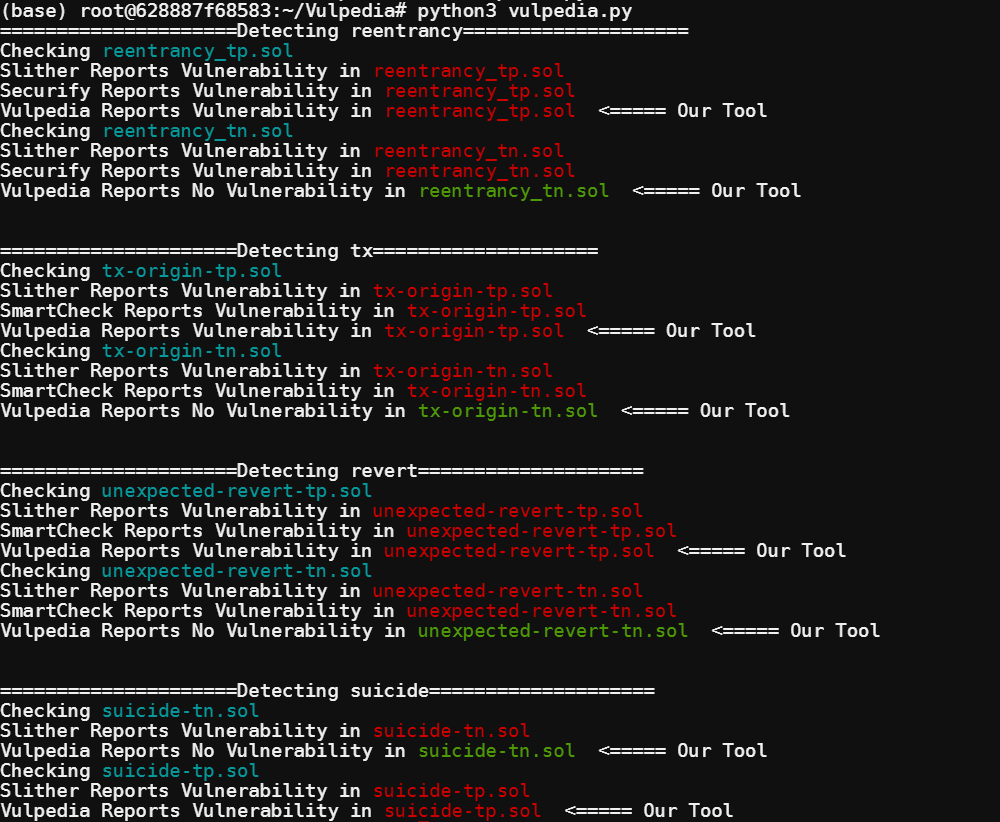 (base) root@628887f68583:~/Vulpedia# python3 vulpedia.py
=====================Detecting reentrancy====================
Checking reentrancy_tp.sol
Slither Reports Vulnerability in reentrancy_tp.sol
Securify Reports Vulnerability in reentrancy_tp.sol
Vulpedia Reports Vulnerability in reentrancy_tp.sol  <===== Our Tool
Checking reentrancy_tn.sol
Slither Reports Vulnerability in reentrancy_tn.sol
Securify Reports Vulnerability in reentrancy_tn.sol
Vulpedia Reports No Vulnerability in reentrancy_tn.sol  <===== Our Tool
=====================Detecting tx====================
Checking tx-origin-tp.sol
Slither Reports Vulnerability in tx-origin-tp.sol
SmartCheck Reports Vulnerability in tx-origin-tp.sol
Vulpedia Reports Vulnerability in tx-origin-tp.sol  <===== Our Tool
Checking tx-origin-tn.sol
Slither Reports Vulnerability in tx-origin-tn.sol
SmartCheck Reports Vulnerability in tx-origin-tn.sol
Vulpedia Reports No Vulnerability in tx-origin-tn.sol  <===== Our Tool
=====================Detecting revert====================
Checking unexpected-revert-tp.sol
Slither Reports Vulnerability in unexpected-revert-tp.sol
SmartCheck Reports Vulnerability in unexpected-revert-tp.sol
Vulpedia Reports Vulnerability in unexpected-revert-tp.sol  <===== Our Tool
Checking unexpected-revert-tn.sol
Slither Reports Vulnerability in unexpected-revert-tn.sol
SmartCheck Reports Vulnerability in unexpected-revert-tn.sol
Vulpedia Reports No Vulnerability in unexpected-revert-tn.sol  <===== Our Tool
=====================Detecting suicide====================
Checking suicide-tn.sol
Slither Reports Vulnerability in suicide-tn.sol
Vulpedia Reports No Vulnerability in suicide-tn.sol  <===== Our Tool
Checking suicide-tp.sol
Slither Reports Vulnerability in suicide-tp.sol
Vulpedia Reports Vulnerability in suicide-tp.sol  <===== Our Tool